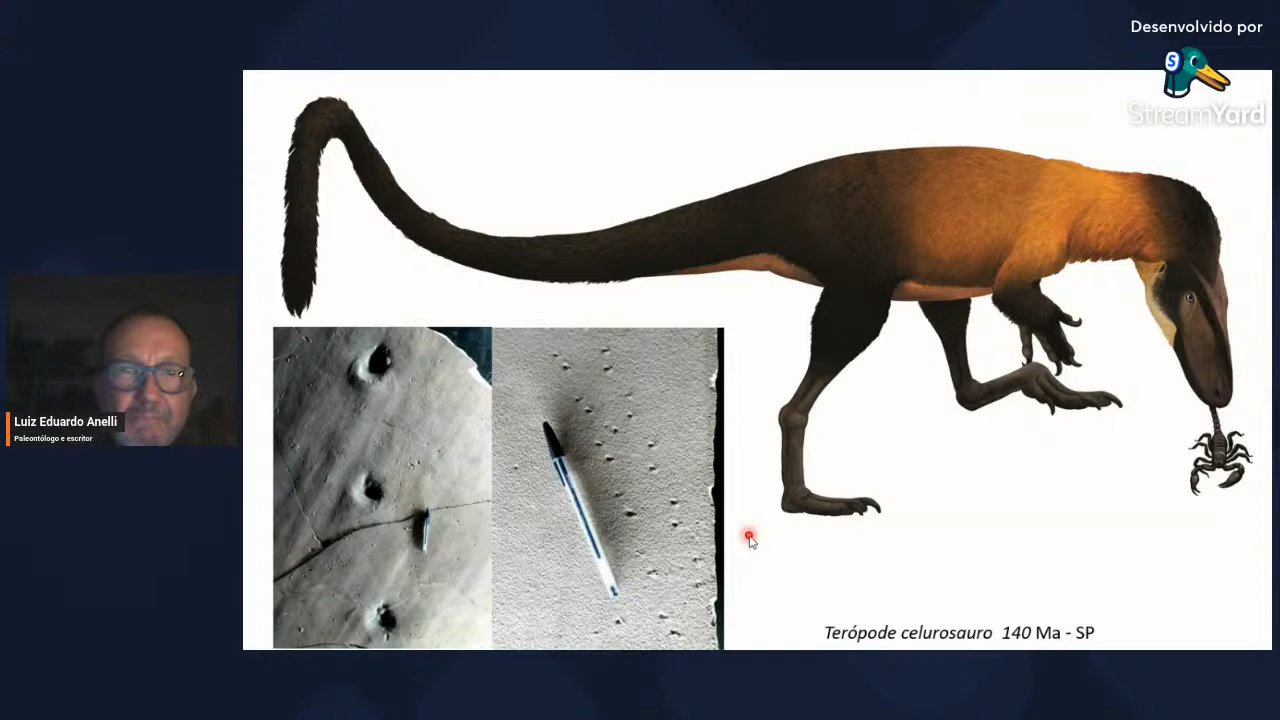 Desenvolvido por
StreamYard
Luiz Eduardo Anelli
Paleontólogo e escritor
Terópode celurosauro 140 Ma - SP